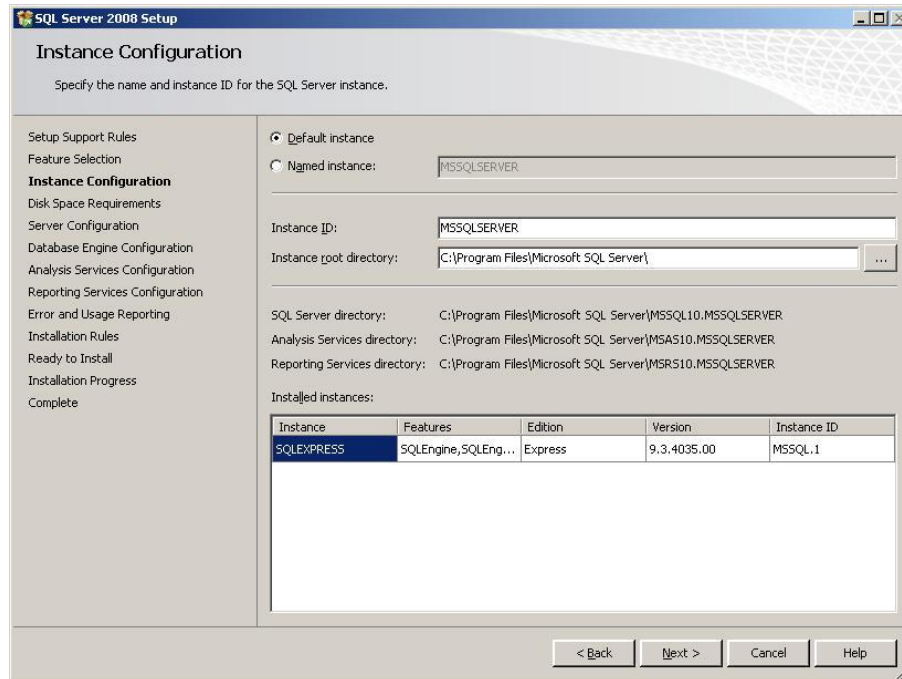 SQL Server 2008 Setup
Instance Configuration
Specify the name and instance ID for the SQL Server instance.
Setup Support Rules
Feature Selection
Instance Configuration
Disk Space Requirements
Server Configuration
Database Engine Configuration
Analysis Services Configuration
Reporting Services Configuration
Error and Usage Reporting
Installation Rules
Ready to Install
Installation Progress
Complete
Default instance
Named instance: MSSQLSERVER
Instance ID: MSSQLSERVER
Instance root directory: C:\Program Files\Microsoft SQL Server\ ...
SQL Server directory: C:\Program Files\Microsoft SQL Server\MSSQL10.MSSQLSERVER
Analysis Services directory: C:\Program Files\Microsoft SQL Server\MSAS10.MSSQLSERVER
Reporting Services directory: C:\Program Files\Microsoft SQL Server\MSRS10.MSSQLSERVER
Installed instances:
Instance Features Edition Version Instance ID
SQLEXPRESS SQLEngine,SQLEng... Express 9.3.4035.00 MSSQL.1
< Back Next > Cancel Help